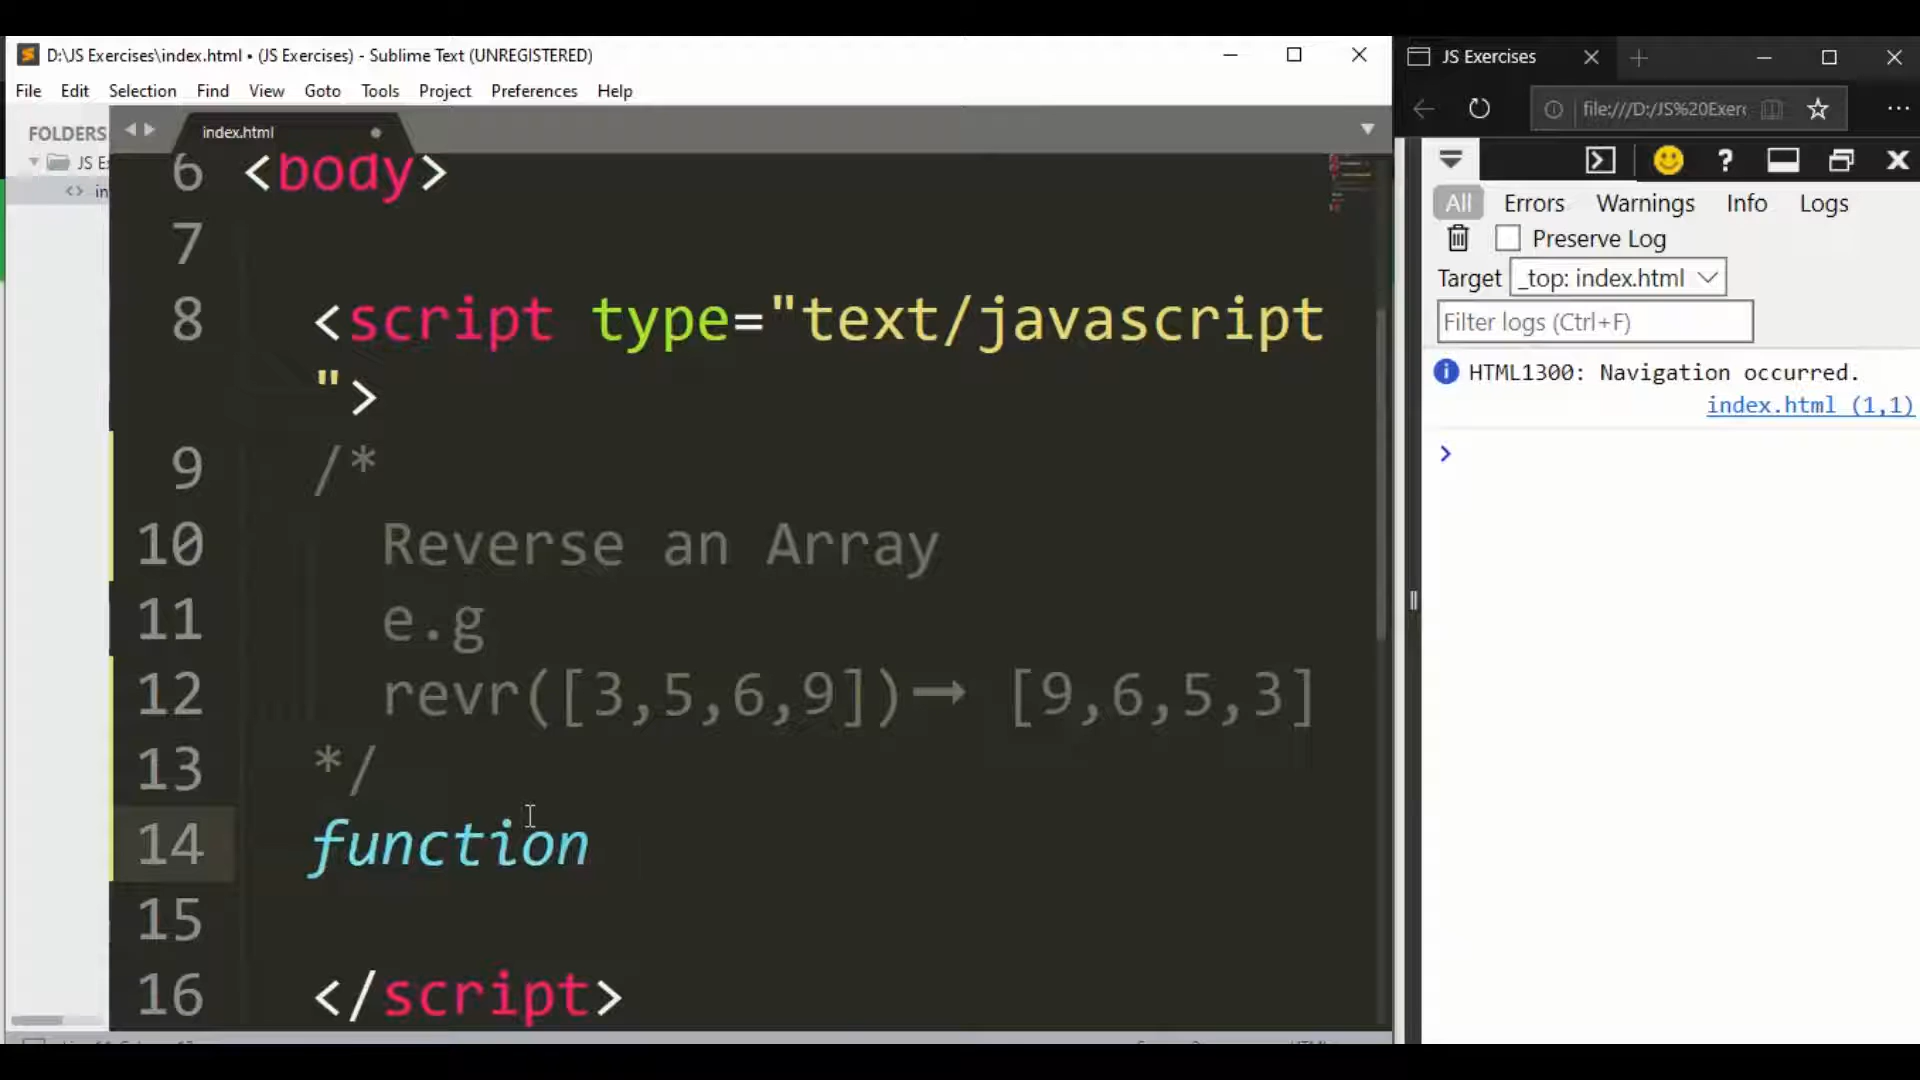 D:\JS Exercises\index.html • (JS Exercises) - Sublime Text (UNREGISTERED)
File Edit Selection Find View Goto Tools Project Preferences Help
FOLDERS
index.html
6 <body>
7
8 <script type="text/javascript
">
9 /*
10 Reverse an Array
11 e.g
12 revr([3,5,6,9])→ [9,6,5,3]
13 */
14 function
15
16 </script>
JS Exercises
file:///D:/JS%20Exer
All Errors Warnings Info Logs
Preserve Log
Target _top: index.html
Filter logs (Ctrl+F)
HTML1300: Navigation occurred.
index.html (1,1)
>